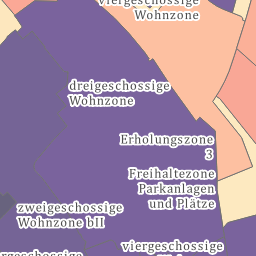 viergeschossige
Wohnzone
dreigeschossige
Wohnzone
Erholungszone
3
Freihaltezone
Parkanlagen
und Plätze
zweigeschossige
Wohnzone bII
viergeschossige